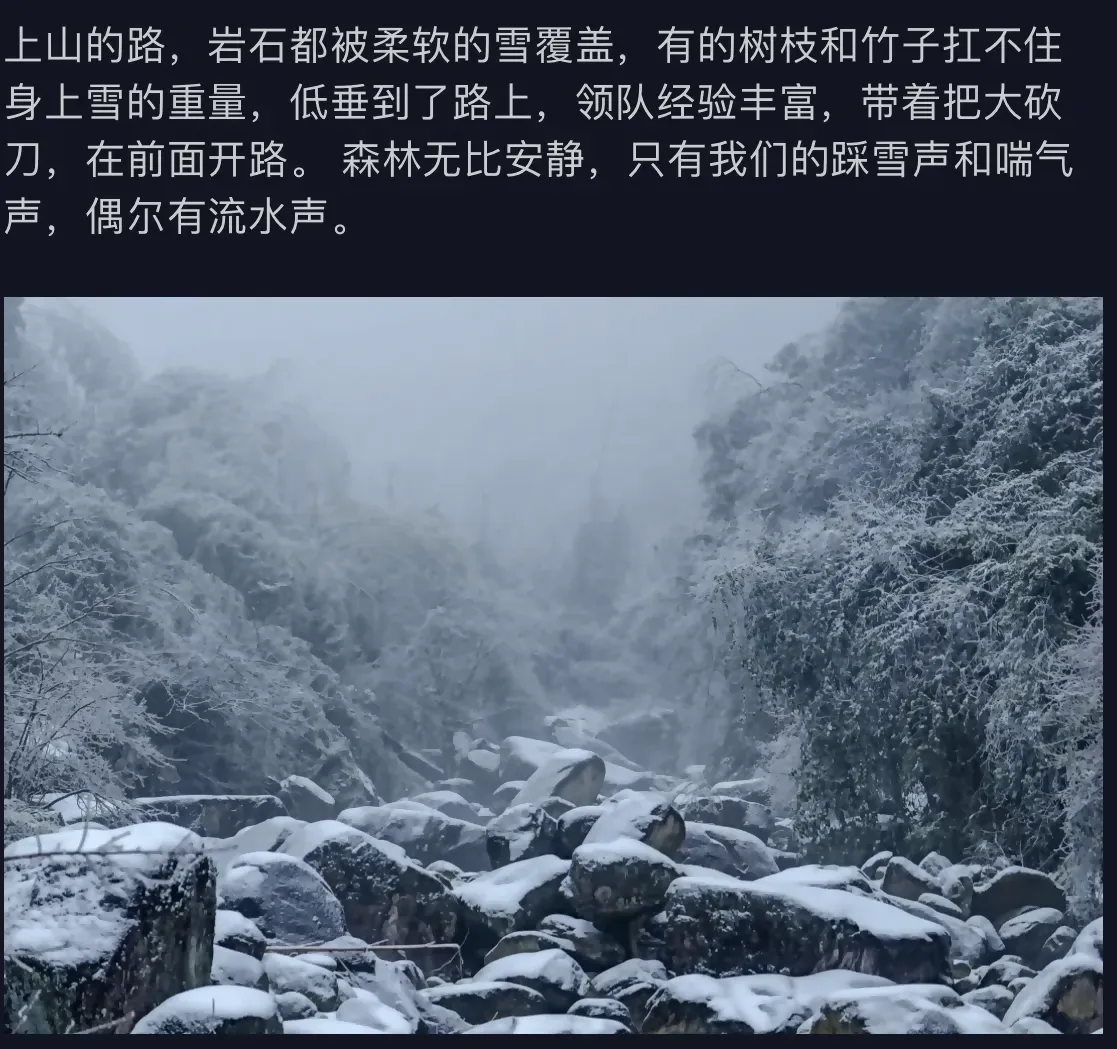 上山的路，岩石都被柔软的雪覆盖，有的树枝和竹子扛不住
身上雪的重量，低垂到了路上，领队经验丰富，带着把大砍
刀，在前面开路。 森林无比安静，只有我们的踩雪声和喘气
声，偶尔有流水声。